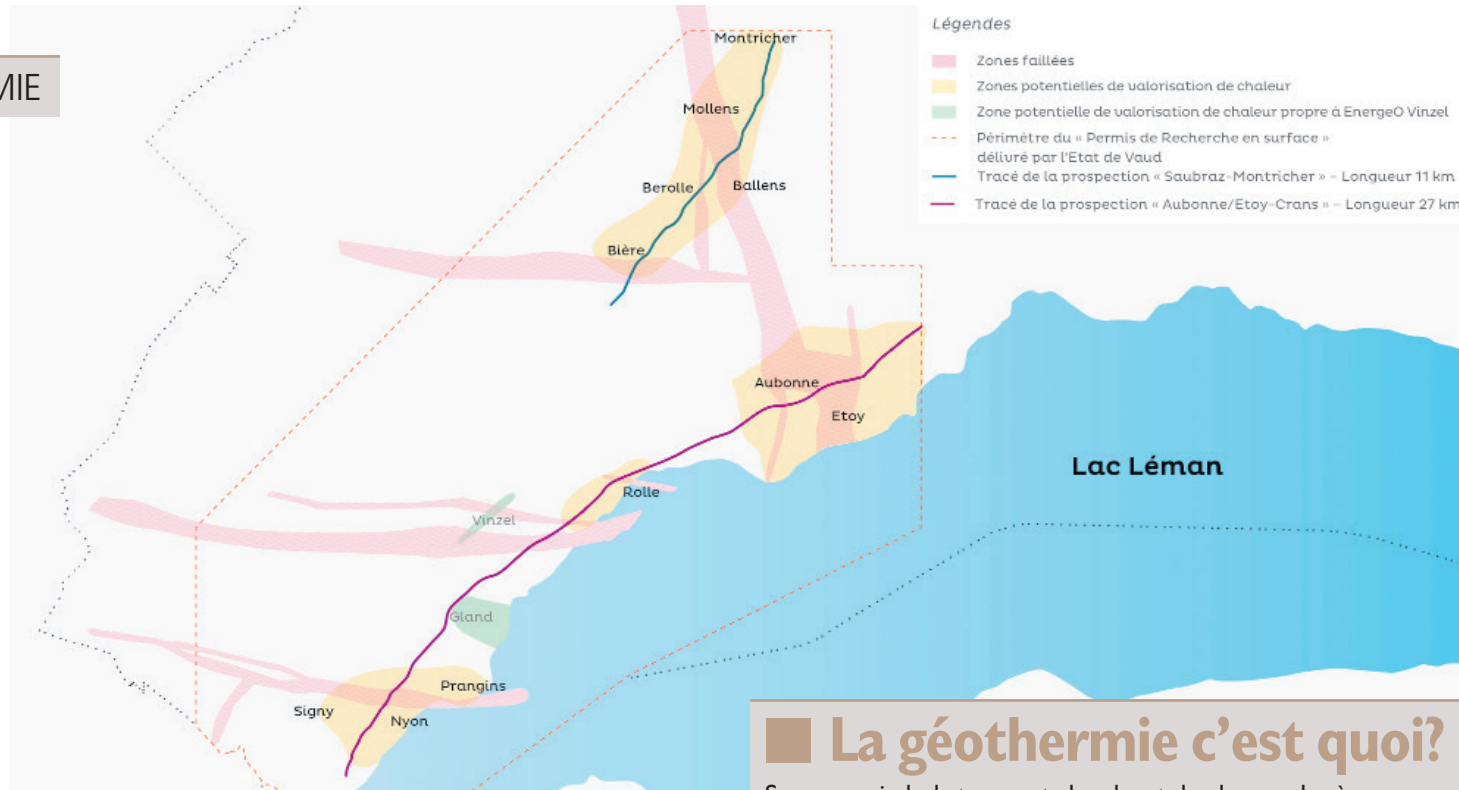 MIE
Légendes
Zones faillées
Zones potentielles de valorisation de chaleur
Zone potentielle de valorisation de chaleur propre à EnergeO Vinzel
Périmètre du « Permis de Recherche en surface »
délivré par l'Etat de Vaud
Tracé de la prospection « Saubraz-Montricher » – Longueur 11 km
Tracé de la prospection « Aubonne/Etoy-Crans » – Longueur 27 km
Montricher
Mollens
Berolle
Ballens
Bière
Aubonne
Etoy
Lac Léman
Rolle
Vinzel
Gland
Prangins
Signy
Nyon
La géothermie c'est quoi?